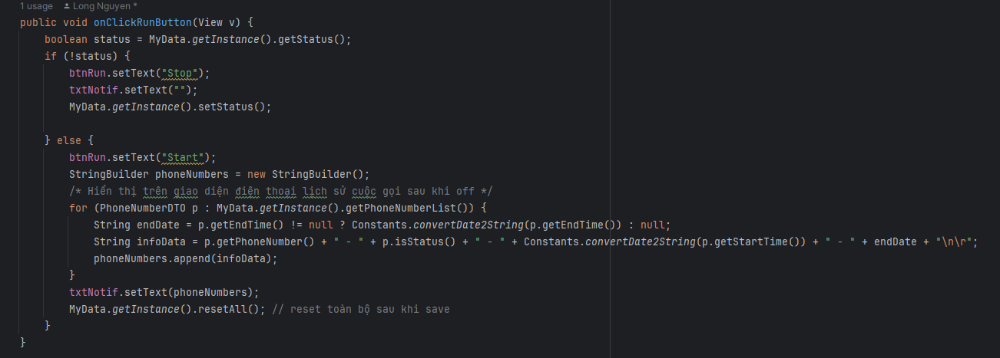 1 usage Long Nguyen *
public void onClickRunButton(View v) {
boolean status = MyData.getInstance().getStatus();
if (!status) {
btnRun.setText("Stop");
txtNotif.setText("");
MyData.getInstance().setStatus();
} else {
btnRun.setText("Start");
StringBuilder phoneNumbers = new StringBuilder();
/* Hiển thị trên giao diện điện thoại lịch sử cuộc gọi sau khi off */
for (PhoneNumberDTO p : MyData.getInstance().getPhoneNumberList()) {
String endDate = p.getEndTime() != null ? Constants.convertDate2String(p.getEndTime()) : null;
String infoData = p.getPhoneNumber() + " - " + p.isStatus() + " - " + Constants.convertDate2String(p.getStartTime()) + " - " + endDate + "\n\r";
phoneNumbers.append(infoData);
}
txtNotif.setText(phoneNumbers);
MyData.getInstance().resetAll(); // reset toàn bộ sau khi save
}
}